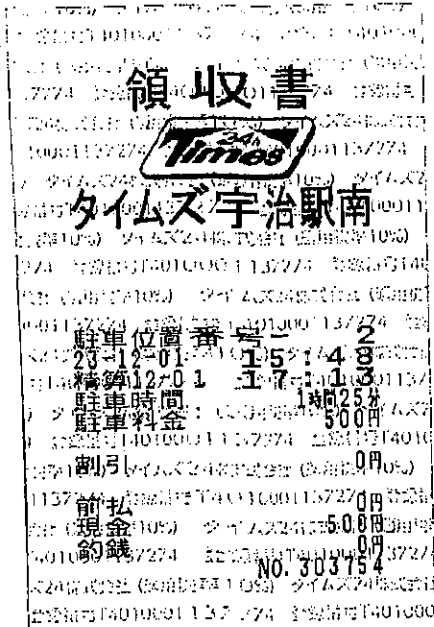 領収書
24h
Times
タイムズ宇治駅南
駐車位置番号- 2
23-12-01 15:48
精算12-01 17:13
駐車時間 1時間25分
駐車料金 500円
割引 0円
前払 0円
現金 500円
釣銭 0円
NO.303754